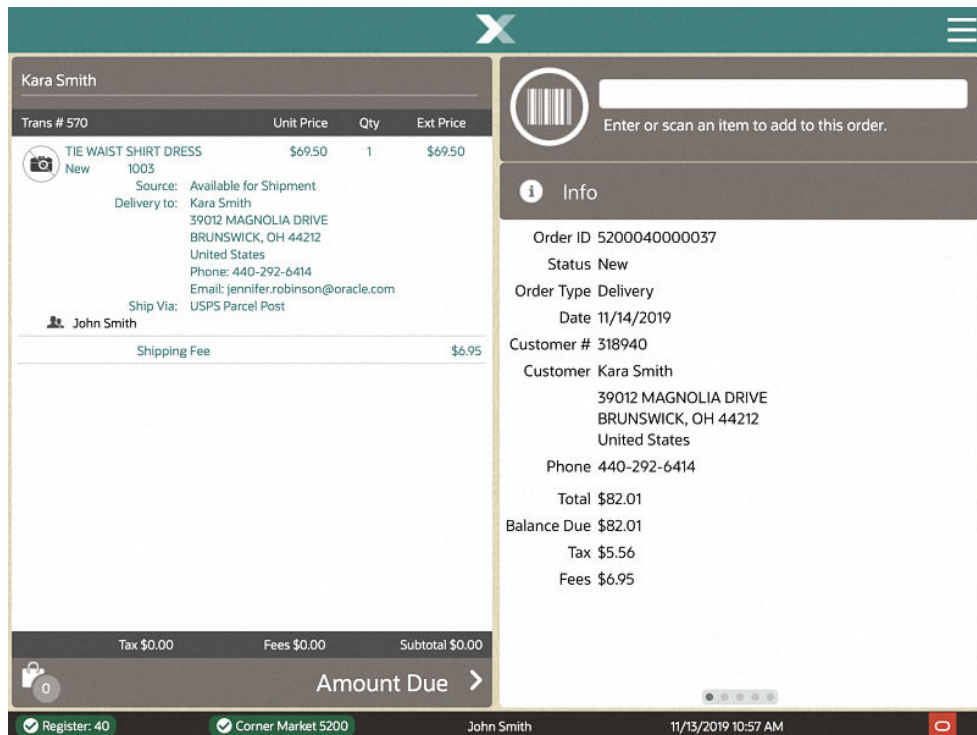 Kara Smith
Trans # 570 Unit Price Qty Ext Price
TIE WAIST SHIRT DRESS $69.50 1 $69.50
New 1003
Source: Available for Shipment
Delivery to: Kara Smith
39012 MAGNOLIA DRIVE
BRUNSWICK, OH 44212
United States
Phone: 440-292-6414
Email: jennifer.robinson@oracle.com
Ship Via: USPS Parcel Post
John Smith
Shipping Fee $6.95
Tax $0.00 Fees $0.00 Subtotal $0.00
0
Amount Due
Enter or scan an item to add to this order.
Info
Order ID 5200040000037
Status New
Order Type Delivery
Date 11/14/2019
Customer # 318940
Customer Kara Smith
39012 MAGNOLIA DRIVE
BRUNSWICK, OH 44212
United States
Phone 440-292-6414
Total $82.01
Balance Due $82.01
Tax $5.56
Fees $6.95
Register: 40 Corner Market 5200 John Smith 11/13/2019 10:57 AM